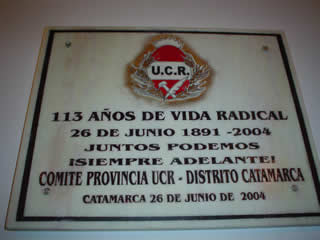 U.C.R.
113 AÑOS DE VIDA RADICAL
26 DE JUNIO 1891 -2004
JUNTOS PODEMOS
¡SIEMPRE ADELANTE!
COMITE PROVINCIA UCR - DISTRITO CATAMARCA
CATAMARCA 26 DE JUNIO DE 2004